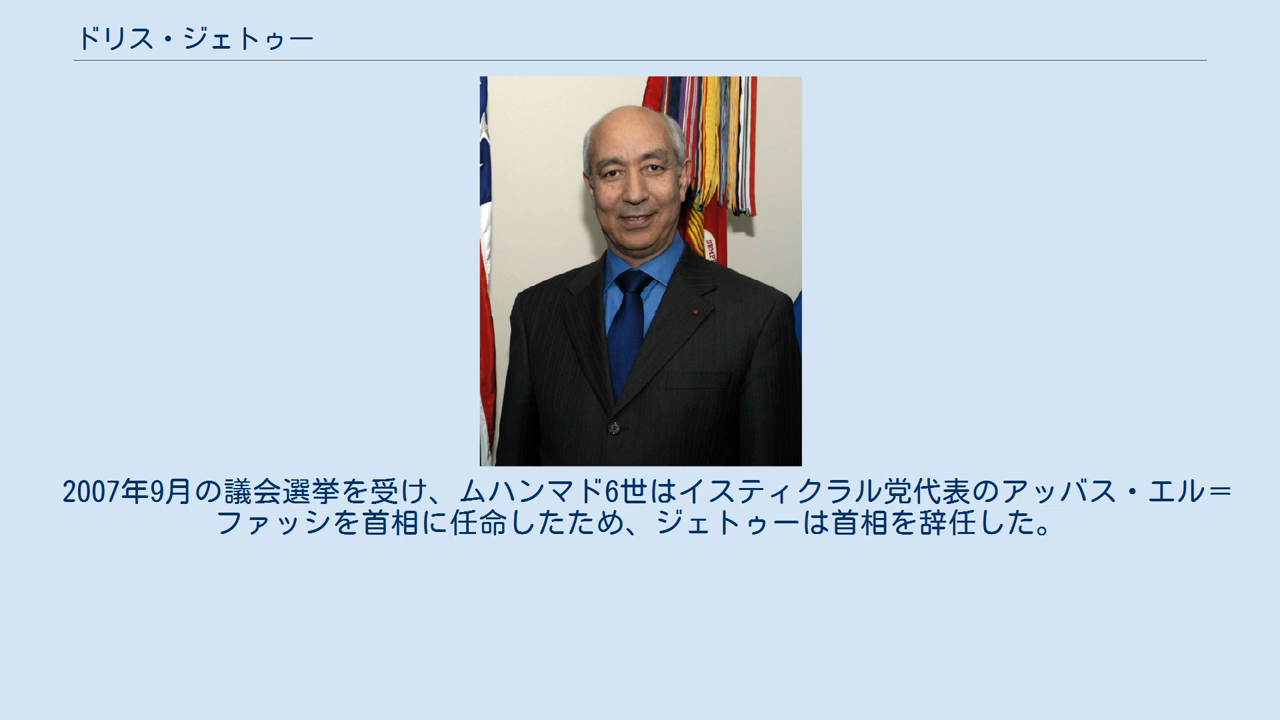 ドリス・ジェトゥー
2007年9月の議会選挙を受け、ムハンマド6世はイスティクラル党代表のアッバス・エル＝
ファッシを首相に任命したため、ジェトゥーは首相を辞任した。